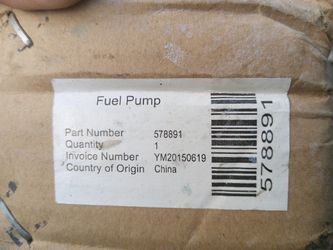 Fuel Pump
Part Number 578891
Quantity 1
Invoice Number YM20150619
Country of Origin China
578891